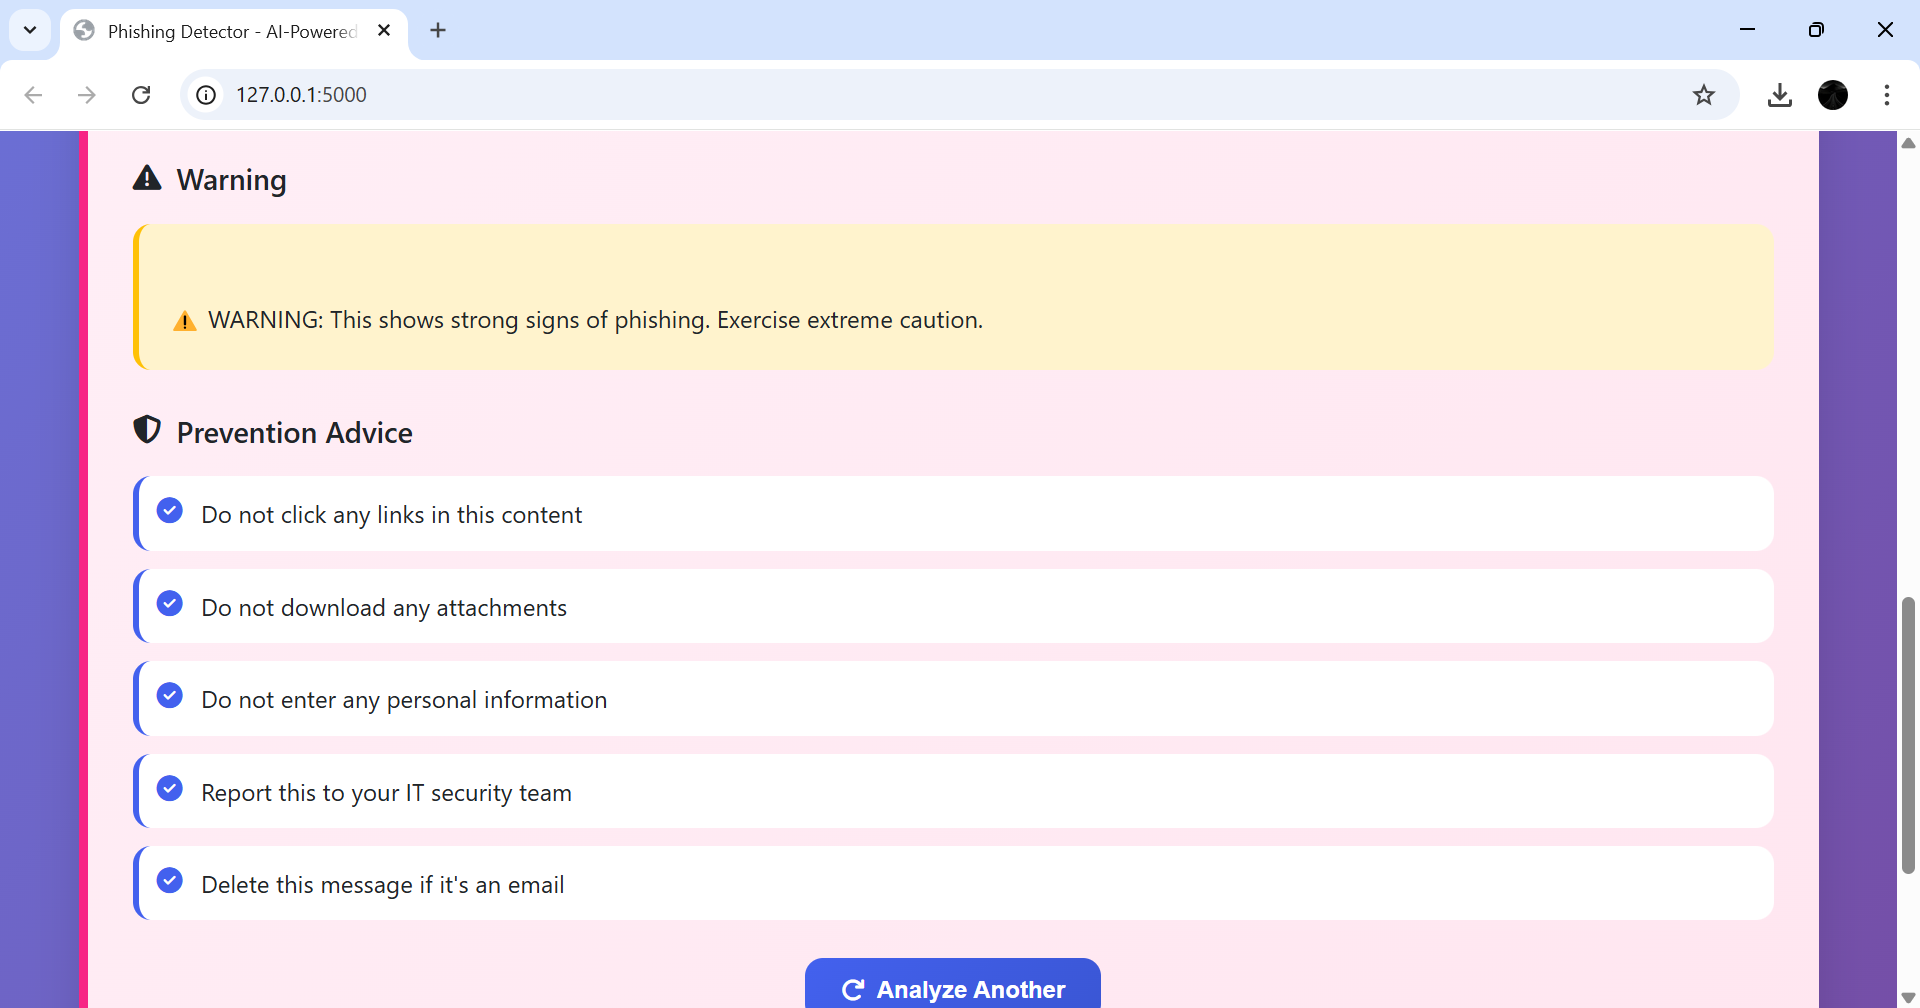 Phishing Detector - AI-Powered
127.0.0.1:5000
Warning
WARNING: This shows strong signs of phishing. Exercise extreme caution.
Prevention Advice
Do not click any links in this content
Do not download any attachments
Do not enter any personal information
Report this to your IT security team
Delete this message if it's an email
Analyze Another